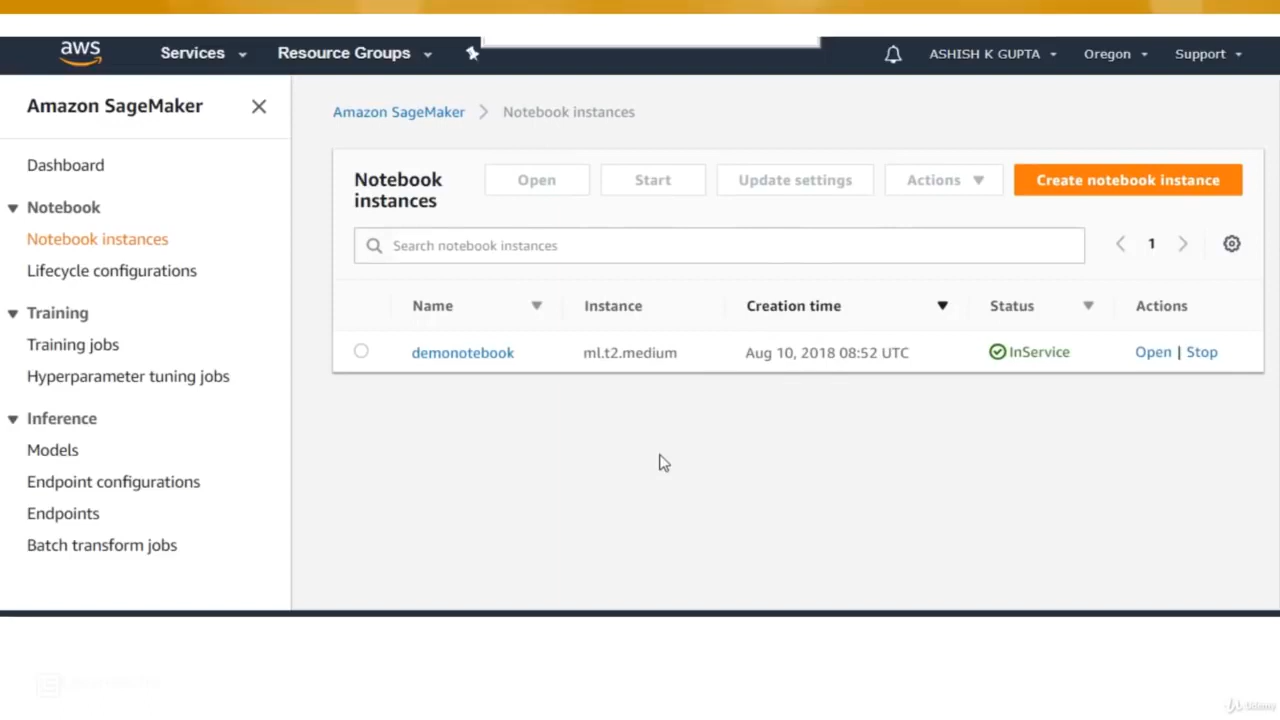 aws Services Resource Groups ASHISH K GUPTA Oregon Support
Amazon SageMaker
Dashboard
Notebook
Notebook instances
Lifecycle configurations
Training
Training jobs
Hyperparameter tuning jobs
Inference
Models
Endpoint configurations
Endpoints
Batch transform jobs
Amazon SageMaker Notebook instances
Notebook
instances
Open Start Update settings Actions Create notebook instance
Search notebook instances
1
Name Instance Creation time Status Actions
demonotebook ml.t2.medium Aug 10, 2018 08:52 UTC InService Open | Stop
Udemy